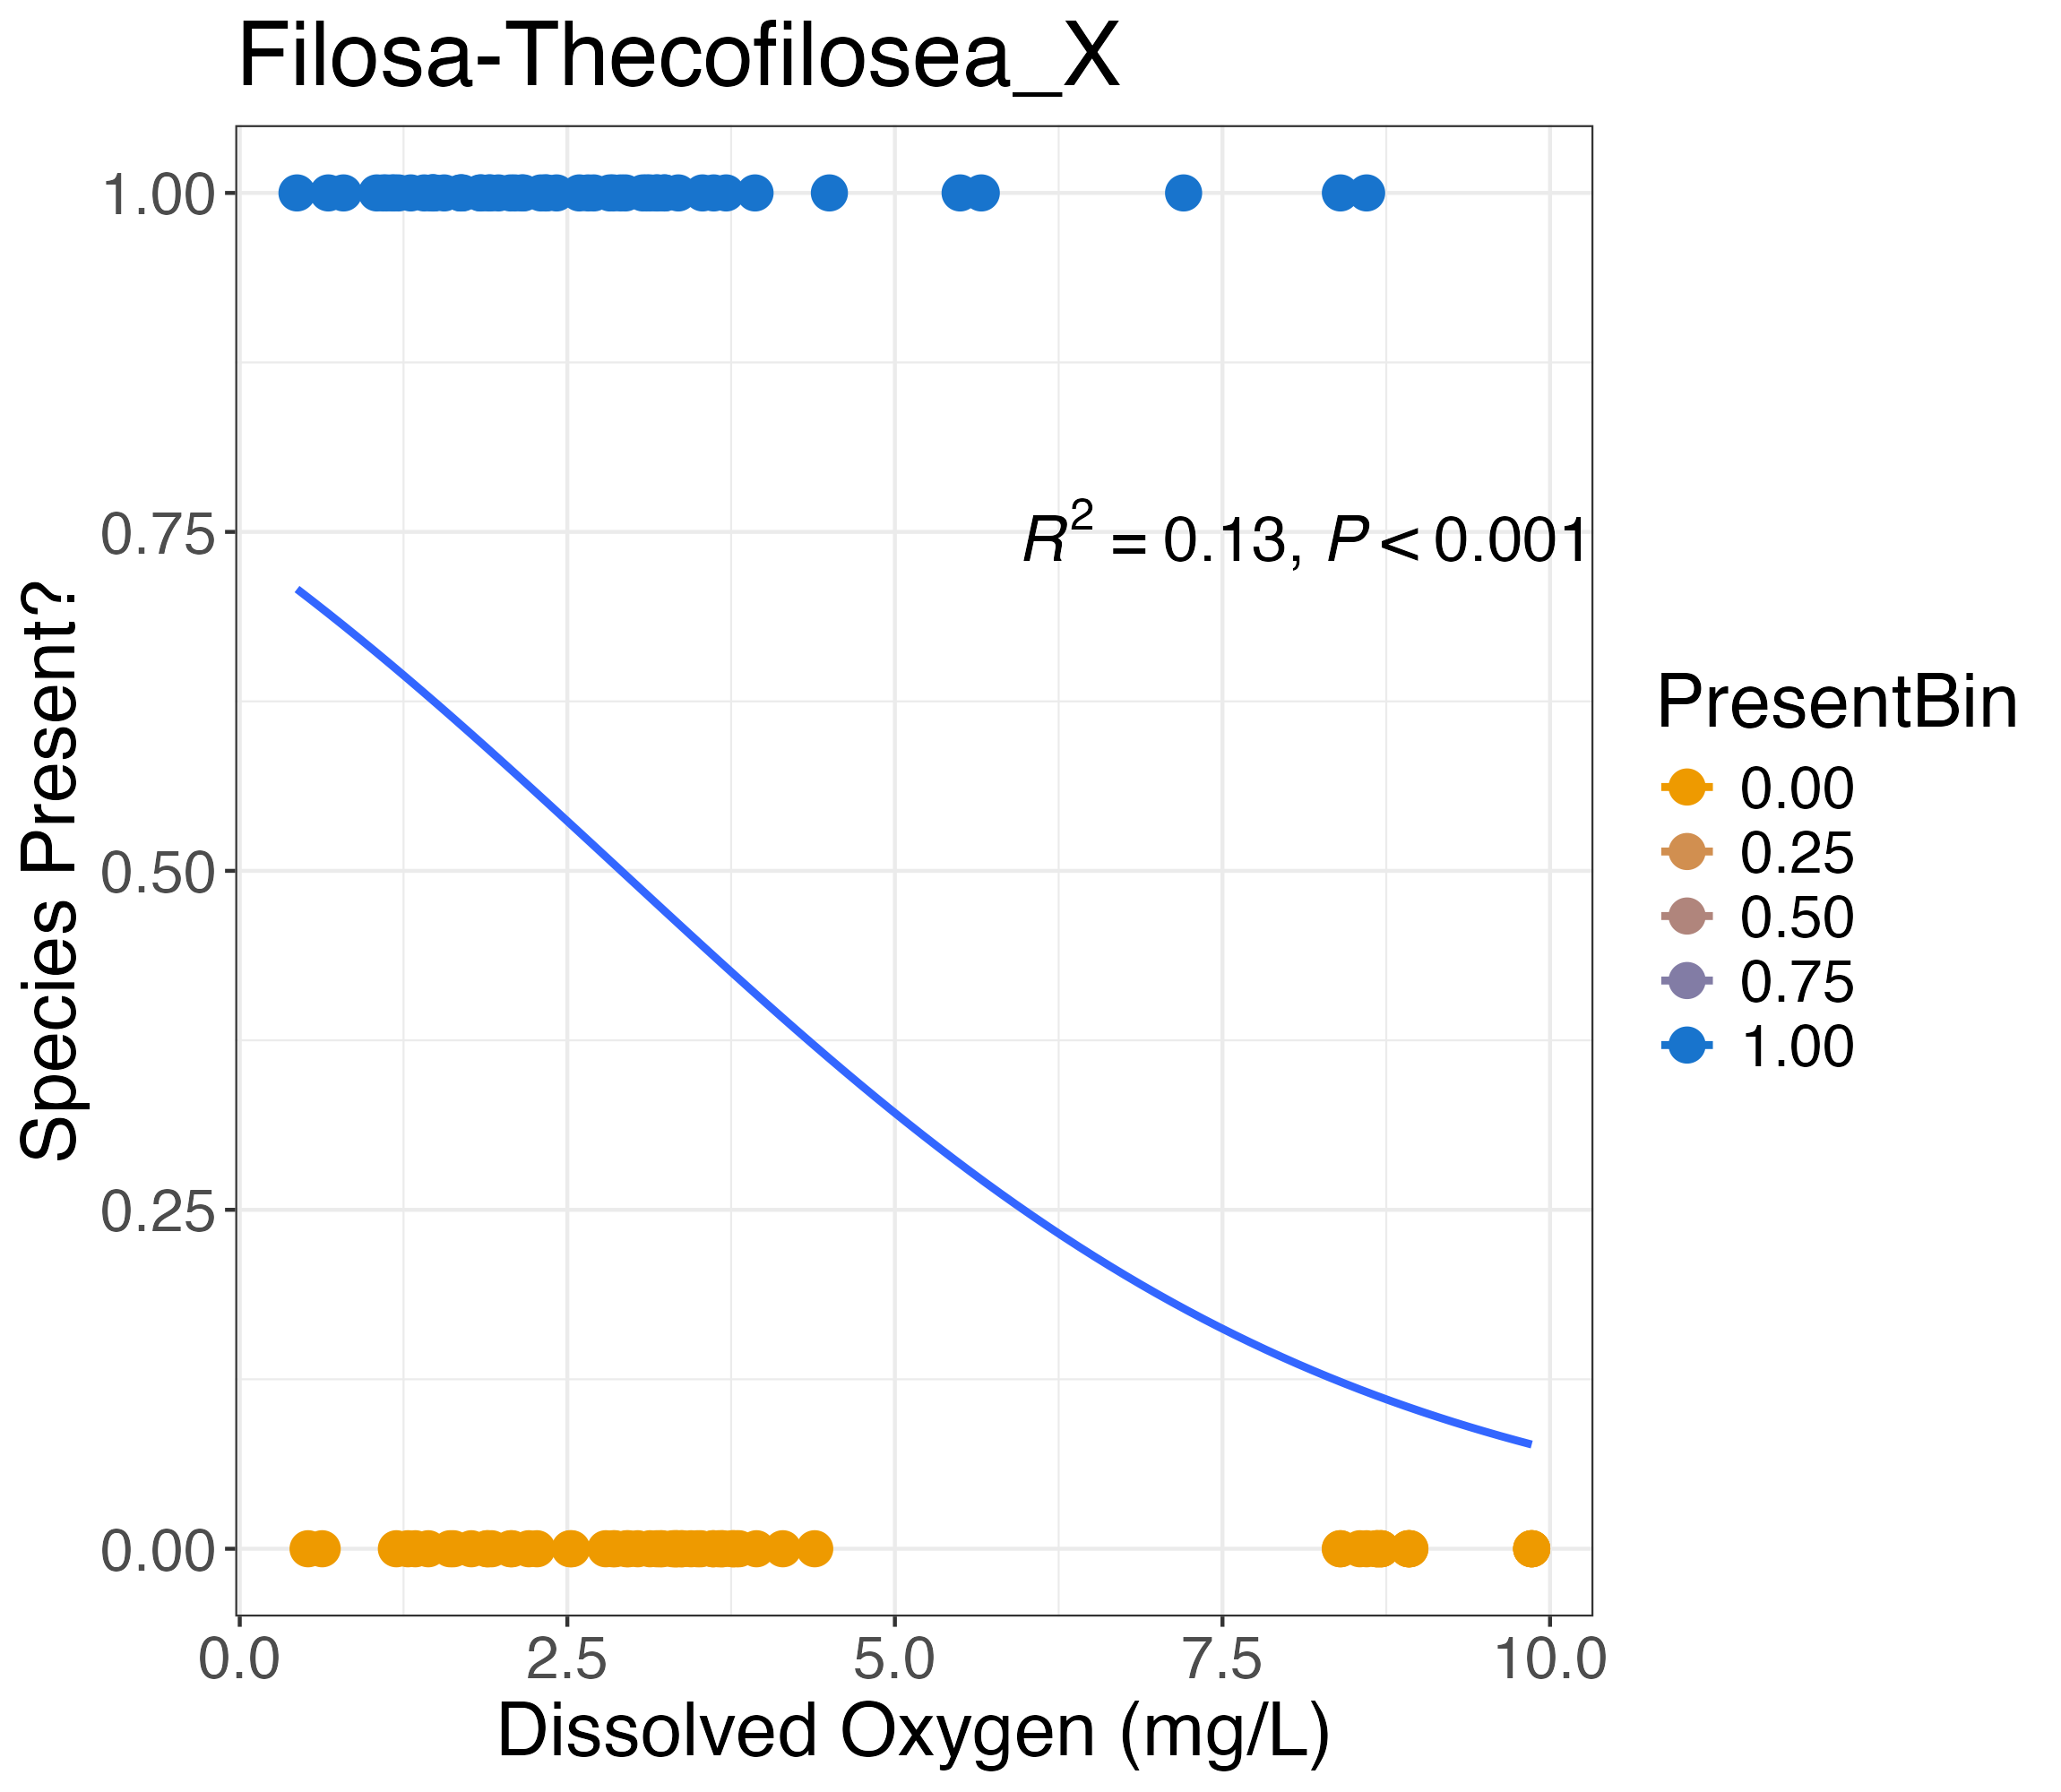 Filosa-Thecofilosea_X
1.00
0.75
0.50
0.25
0.00
Species Present?
R² = 0.13, P < 0.001
0.0 2.5 5.0 7.5 10.0
Dissolved Oxygen (mg/L)
PresentBin
0.00
0.25
0.50
0.75
1.00